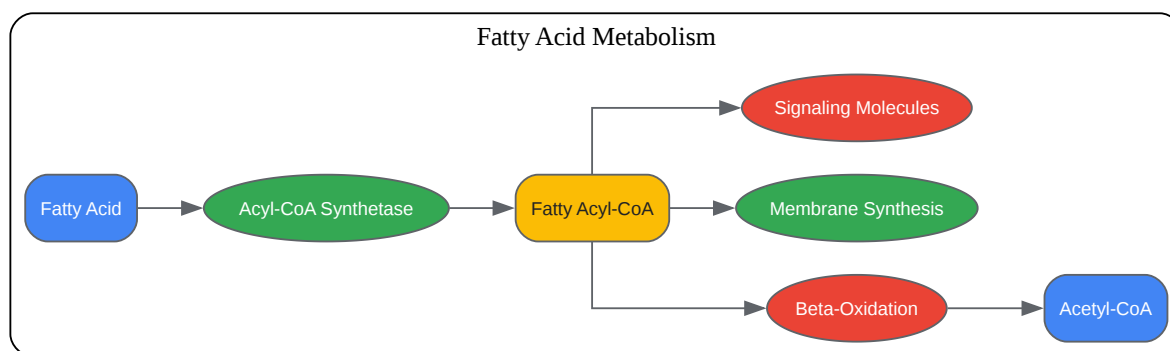 Fatty Acid Metabolism
Signaling Molecules
Fatty Acid
Acyl-CoA Synthetase
Fatty Acyl-CoA
Membrane Synthesis
Beta-Oxidation
Acetyl-CoA